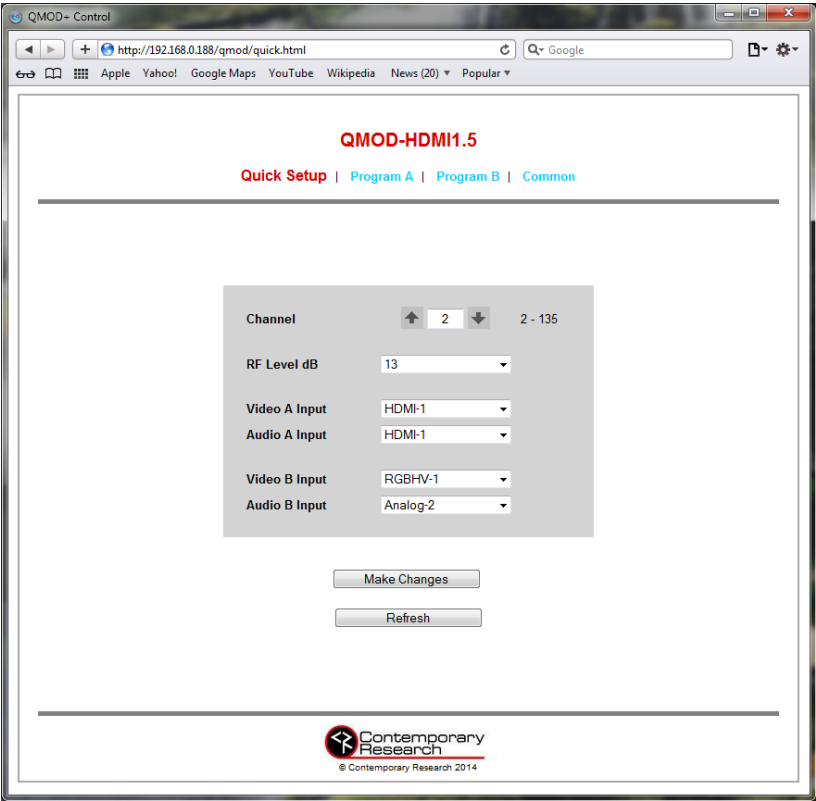 QMOD+ Control
http://192.168.0.188/qmod/quick.html
Google
Apple Yahoo! Google Maps YouTube Wikipedia News (20) ▾ Popular ▾
QMOD-HDMI1.5
Quick Setup | Program A | Program B | Common
Channel 2 2 - 135
RF Level dB 13
Video A Input HDMI-1
Audio A Input HDMI-1
Video B Input RGBHV-1
Audio B Input Analog-2
Make Changes
Refresh
Contemporary
Research
© Contemporary Research 2014